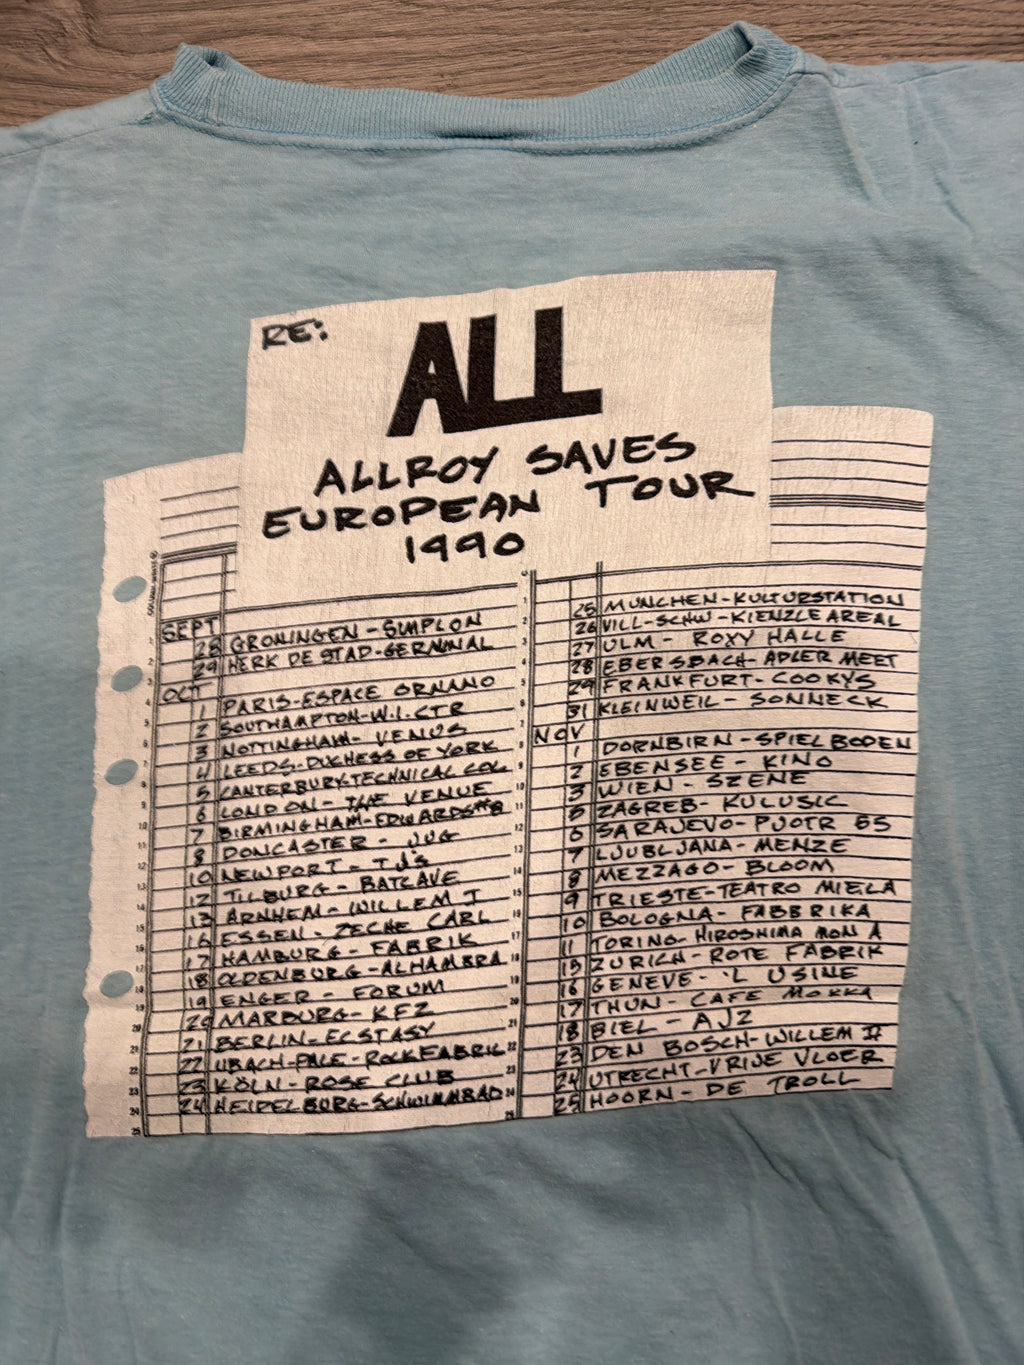 RE:
ALL
ALLROY SAVES
EUROPEAN TOUR
1990
SEPT
28 GRONINGEN - SIMPLON
29 HERK DE STAD - GERMINAL
OCT
1 PARIS - ESPACE ORNANO
2 SOUTHAMPTON - W.I. CTR
3 NOTTINGHAM - VENUS
4 LEEDS - DUCHESS OF YORK
5 CANTERBURY - TECHNICAL COL
6 LONDON - THE VENUE
7 BIRMINGHAM - EDWARDS #8
8 DONCASTER - JUG
10 NEWPORT - TJ's
12 TILBURG - BATCAVE
13 ARNHEM - WILLEM I
16 ESSEN - ZECHE CARL
17 HAMBURG - FABRIK
18 OLDENBURG - ALHAMBRA
19 ENGER - FORUM
20 MARBURG - KFZ
21 BERLIN - ECSTASY
22 UBACH-PALE - ROCKFABRIC
23 KÖLN - ROSE CLUB
24 HEIDELBURG - SCHWIMMBAD
25 MUNCHEN - KULTURSTATION
26 VILL-SCHW - KIENZLE AREAL
27 ULM - ROXY HALLE
28 EBERSBACH - ADLER MEET
29 FRANKFURT - COOKYS
31 KLEINWEIL - SONNECK
NOV
1 DORNBIRN - SPIELBODEN
2 EBENSEE - KINO
3 WIEN - SZENE
5 ZAGREB - KULUSIC
6 SARAJEVO - PJOTR 65
7 LJUBLJANA - MENZE
8 MEZZAGO - BLOOM
9 TRIESTE - TEATRO MIELA
10 BOLOGNA - FABBRIKA
11 TORINO - HIROSHIMA MON A
15 ZURICH - ROTE FABRIK
16 GENEVE - 'L USINE
17 THUN - CAFE MOKKA
18 BIEL - AJZ
23 DEN BOSCH - WILLEM II
24 UTRECHT - VRIJE VLOER
25 HOORN - DE TROLL